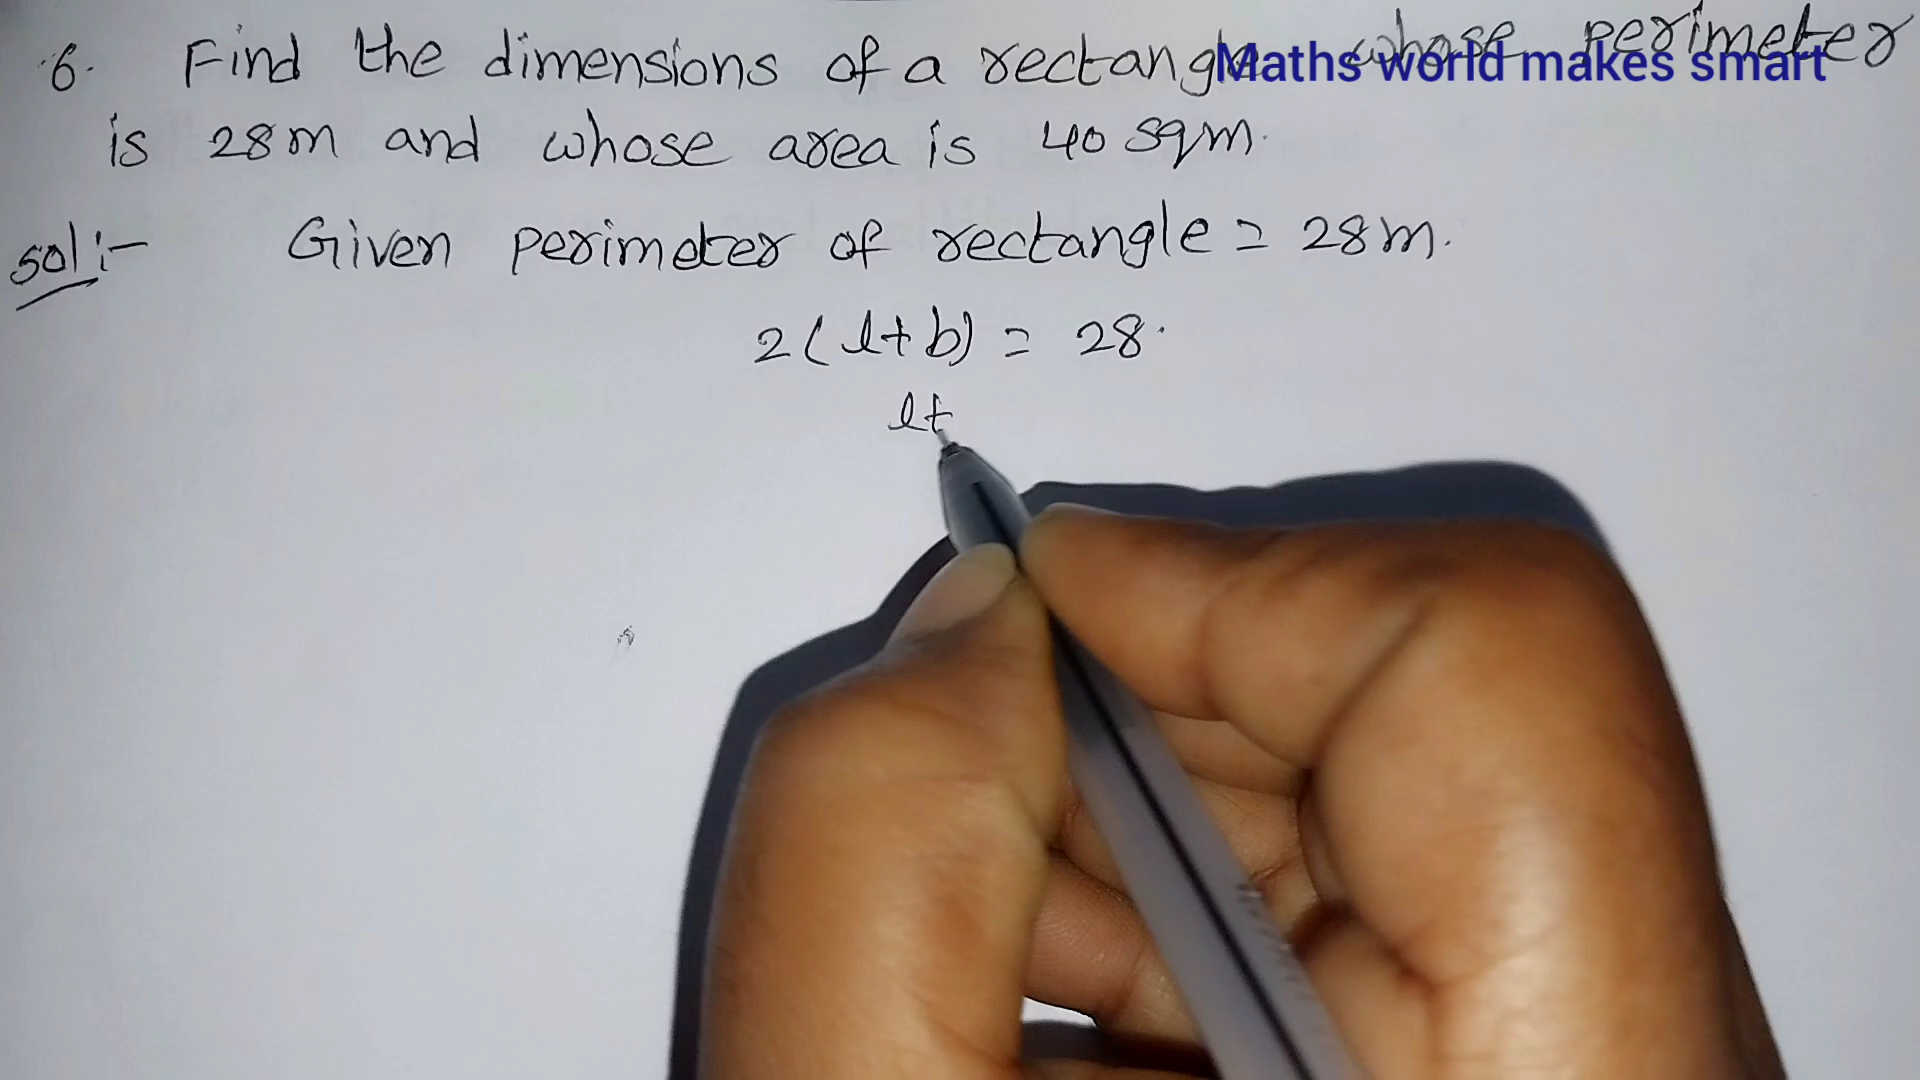 6. Find the dimensions of a rectangle whose perimeter
Maths world makes smart
is 28m and whose area is 40 sqm.
Sol:- Given perimeter of rectangle = 28m.
2(l+b) = 28.
l+